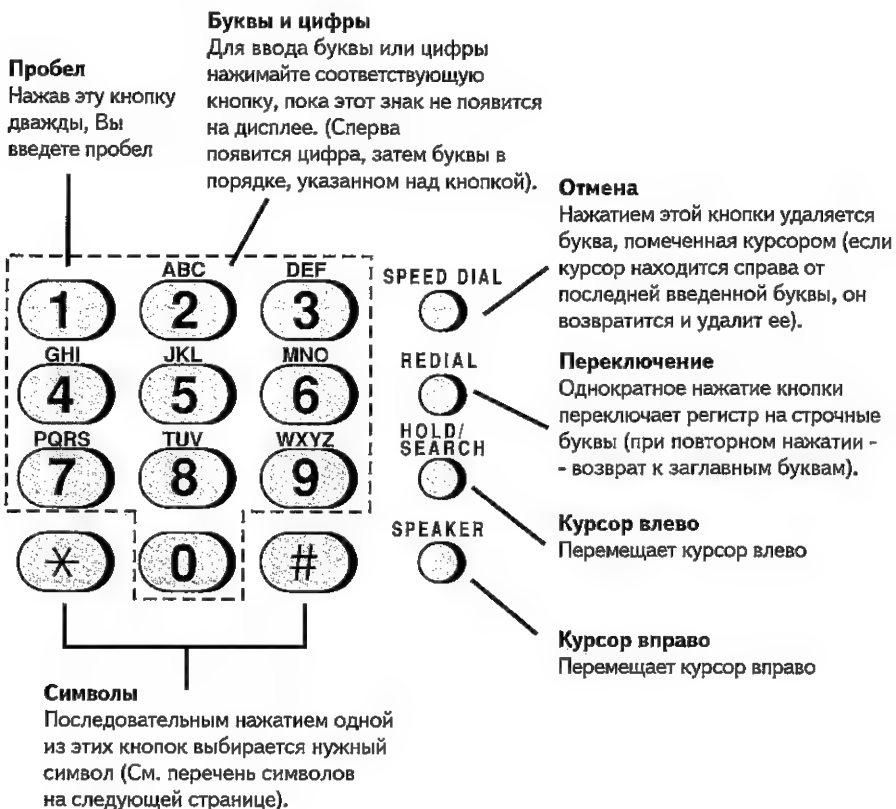 Буквы и цифры
Для ввода буквы или цифры
нажимайте соответствующую
кнопку, пока этот знак не появится
на дисплее. (Сперва
появится цифра, затем буквы в
порядке, указанном над кнопкой).
Пробел
Нажав эту кнопку
дважды, Вы
введете пробел
Отмена
Нажатием этой кнопки удаляется
буква, помеченная курсором (если
курсор находится справа от
последней введенной буквы, он
возвратится и удалит ее).
ABC DEF
SPEED DIAL
1 2 3
GHI JKL MNO
REDIAL
4 5 6
Переключение
Однократное нажатие кнопки
переключает регистр на строчные
буквы (при повторном нажатии -
- возврат к заглавным буквам).
HOLD/
SEARCH
PQRS TUV WXYZ
7 8 9
Курсор влево
Перемещает курсор влево
SPEAKER
* 0 #
Курсор вправо
Перемещает курсор вправо
Символы
Последовательным нажатием одной
из этих кнопок выбирается нужный
символ (См. перечень символов
на следующей странице).